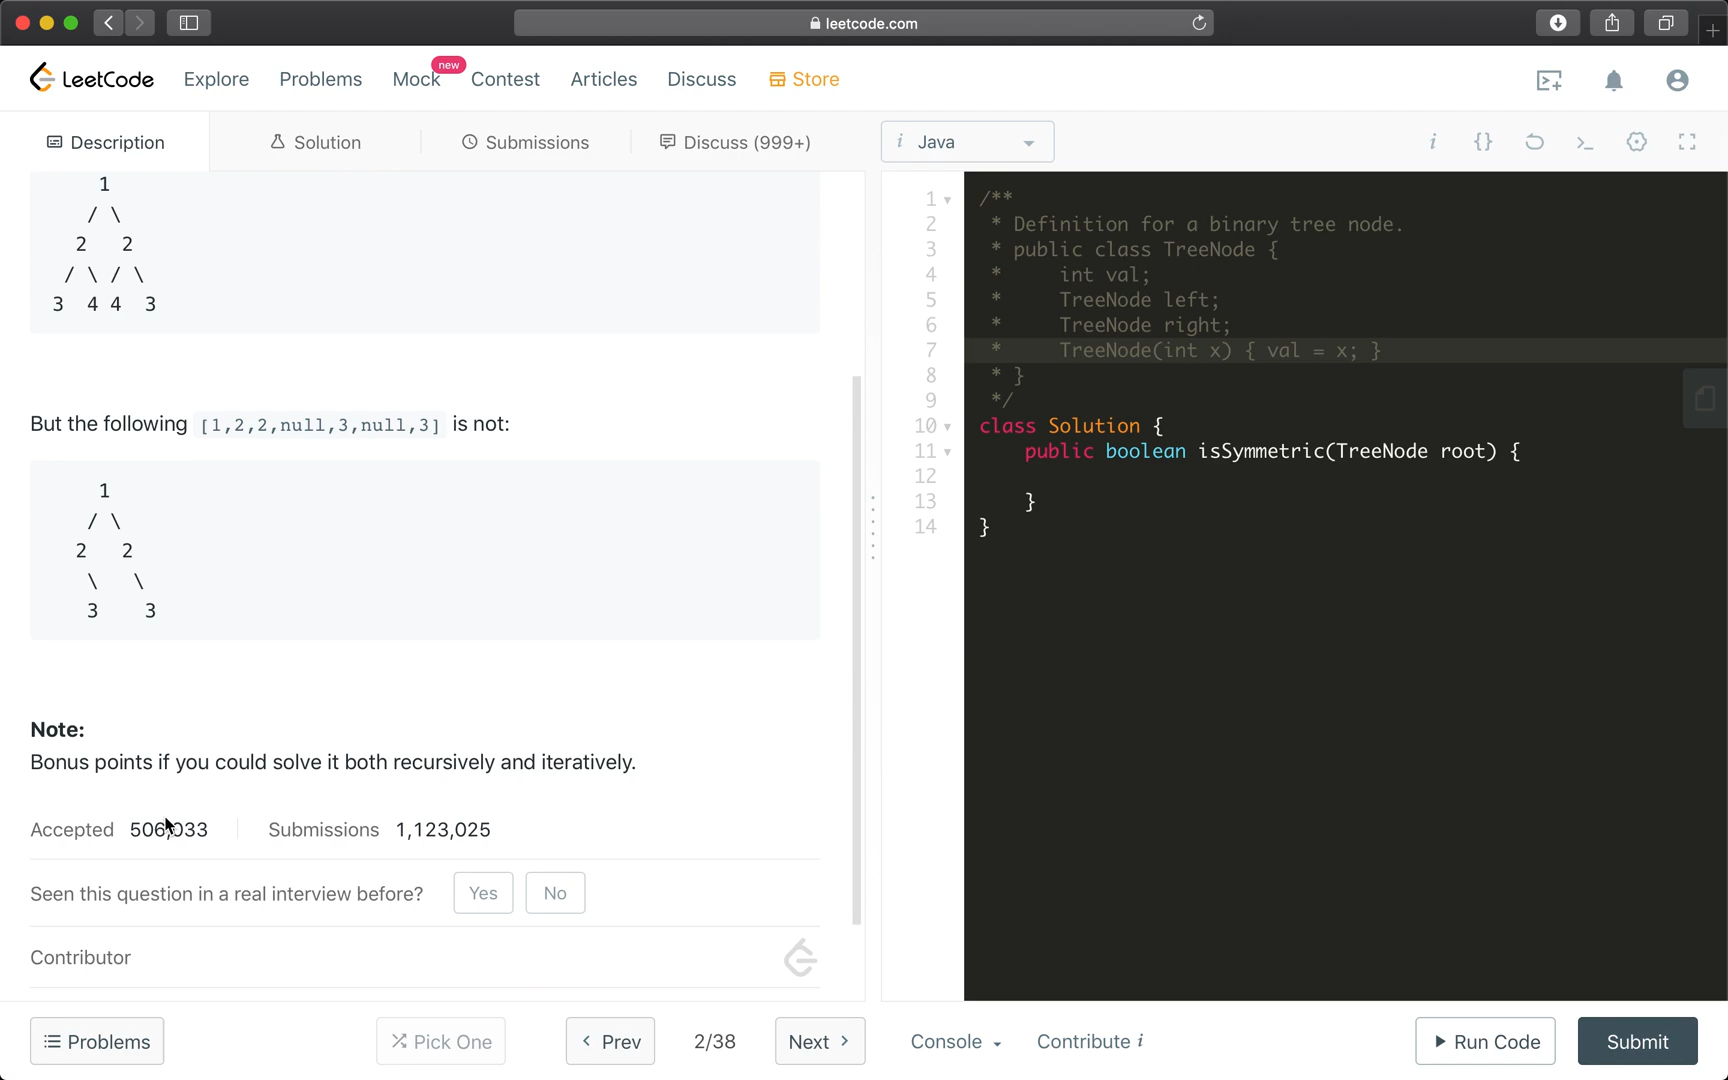 leetcode.com
LeetCode Explore Problems Mock new Contest Articles Discuss Store
Description Solution Submissions Discuss (999+) i Java i {}
1
/ \
2 2
/ \ / \
3 4 4 3
But the following [1,2,2,null,3,null,3] is not:
1
/ \
2 2
\ \
3 3
Note:
Bonus points if you could solve it both recursively and iteratively.
Accepted 506,033 Submissions 1,123,025
Seen this question in a real interview before? Yes No
Contributor
1 /**
2 * Definition for a binary tree node.
3 * public class TreeNode {
4 * int val;
5 * TreeNode left;
6 * TreeNode right;
7 * TreeNode(int x) { val = x; }
8 * }
9 */
10 class Solution {
11 public boolean isSymmetric(TreeNode root) {
12
13 }
14 }
Problems Pick One Prev 2/38 Next Console Contribute i Run Code Submit